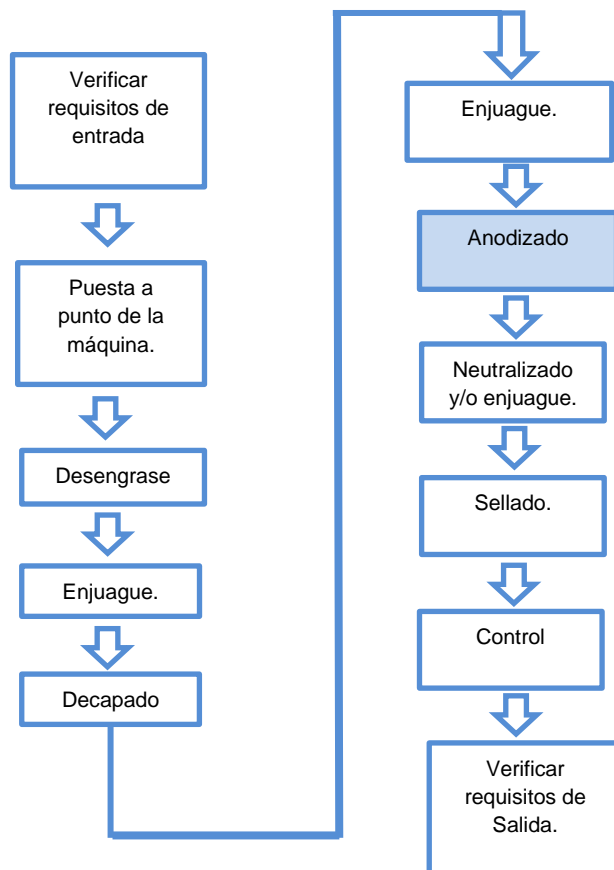 Verificar
requisitos de
entrada
Puesta a
punto de la
máquina.
Desengrase
Enjuague.
Decapado
Enjuague.
Anodizado
Neutralizado
y/o enjuague.
Sellado.
Control
Verificar
requisitos de
Salida.